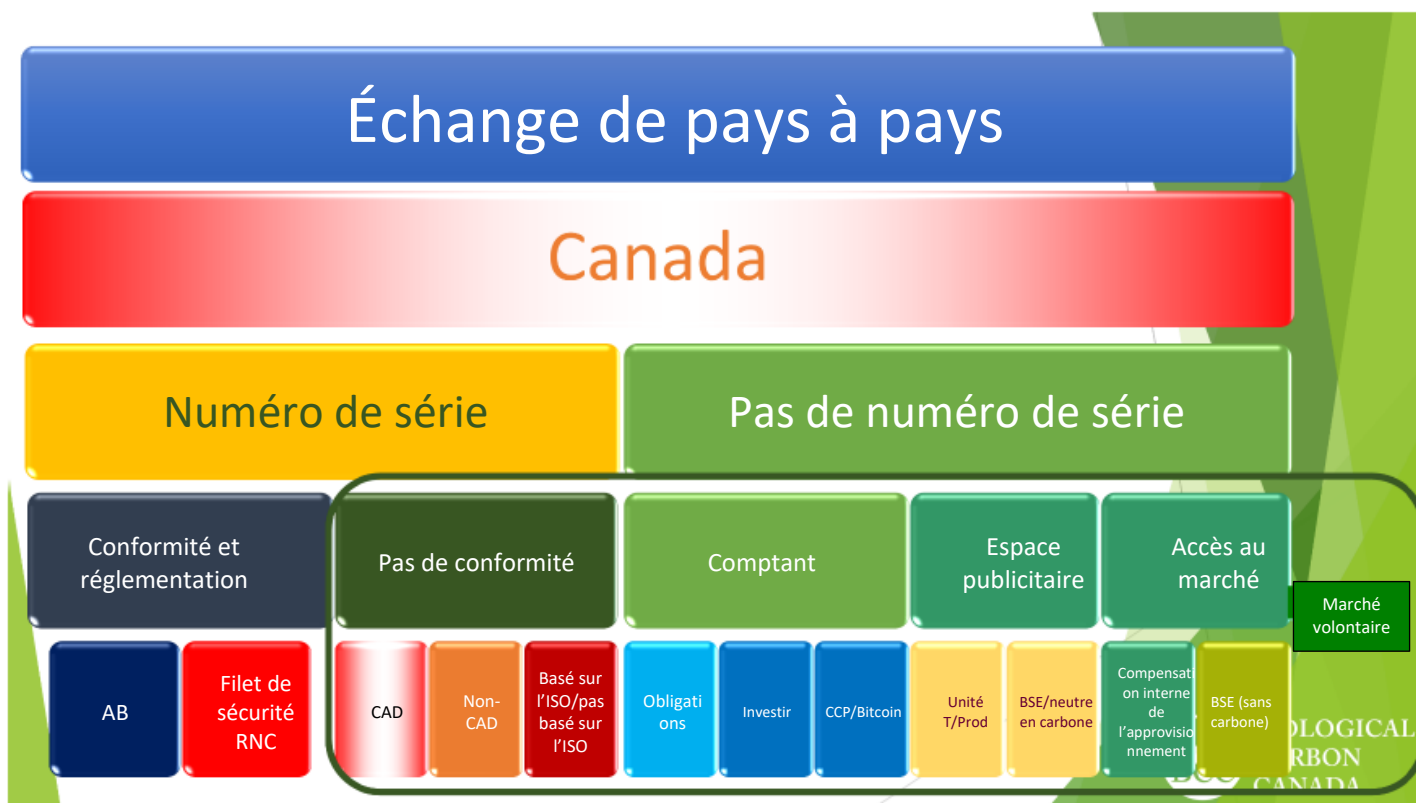 Échange de pays à pays
Canada
Numéro de série
Pas de numéro de série
Conformité et
réglementation
Pas de conformité
Comptant
Espace
publicitaire
Accès au
marché
Marché
volontaire
AB
Filet de
sécurité
RNC
CAD
Non-
CAD
Basé sur
l'ISO/pas
basé sur
l'ISO
Obligati
ons
Investir
CCP/Bitcoin
Unité
T/Prod
BSE/neutre
en carbone
Compensati
on interne
de
l'approvisio
nnement
BSE (sans
carbone)
CANADA